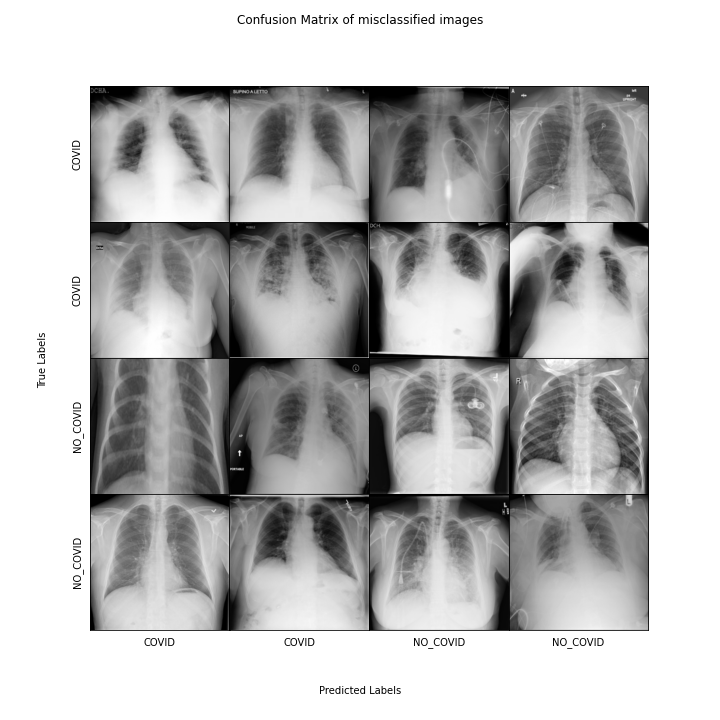 Confusion Matrix of misclassified images
SUPINO A LETTO
COVID
COVID
True Labels
NO_COVID
R
NO_COVID
COVID
COVID
NO_COVID
NO_COVID
Predicted Labels